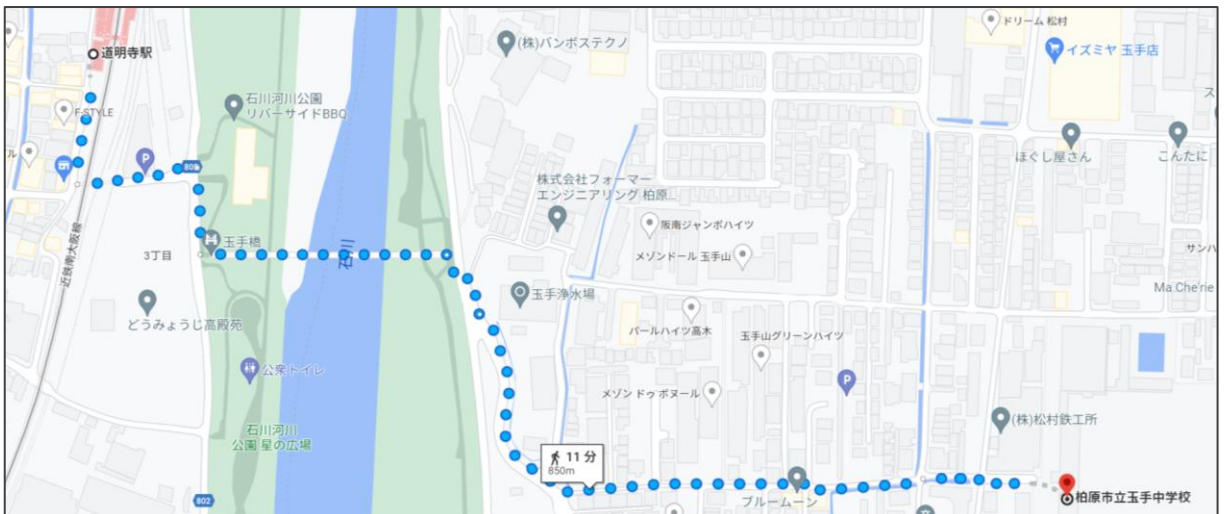 道明寺駅
F-STYLE
ル
P
802
近鉄南大阪線
3丁目
どうみょうじ高殿苑
石川河川公園
リバーサイドBBQ
玉手橋
石川
公衆トイレ
石川河川
公園 星の広場
802
(株)バンボステクノ
株式会社フォーマー
エンジニアリング 柏原...
玉手浄水場
阪南ジャンボハイツ
メゾンドール 玉手山
パールハイツ高木
玉手山グリーンハイツ
メゾン ドゥ ボヌール
P
11 分
850m
ブルームーン
ドリーム 松村
イズミヤ 玉手店
ス
ほぐし屋さん
こんたに
サンハ
Ma Cherie
(株)松村鉄工所
柏原市立玉手中学校